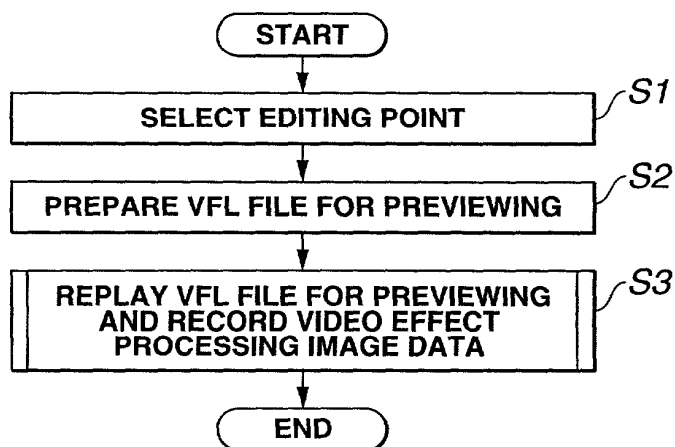 START
S1
SELECT EDITING POINT
S2
PREPARE VFL FILE FOR PREVIEWING
S3
REPLAY VFL FILE FOR PREVIEWING
AND RECORD VIDEO EFFECT
PROCESSING IMAGE DATA
END